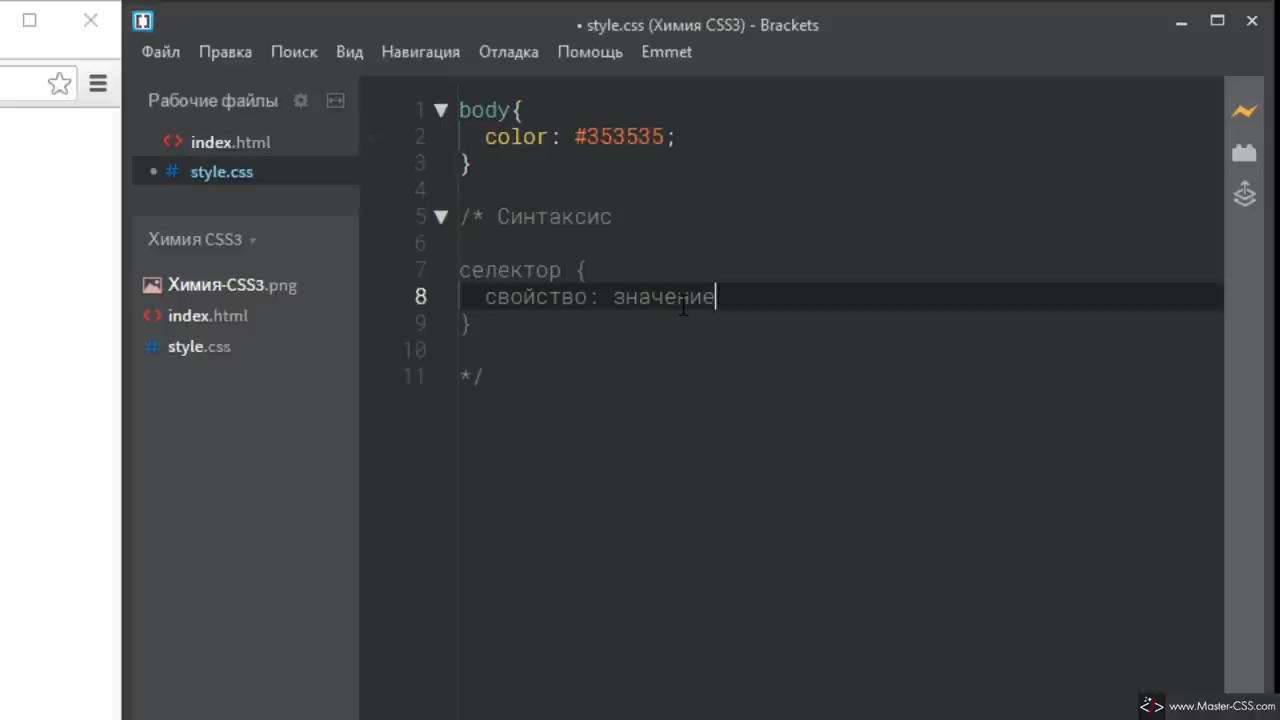 • style.css (Химия CSS3) - Brackets
Файл Правка Поиск Вид Навигация Отладка Помощь Emmet
Рабочие файлы
index.html
• # style.css
Химия CSS3
Химия-CSS3.png
index.html
# style.css
1 body{
2 color: #353535;
3 }
4
5 /* Синтаксис
6
7 селектор {
8 свойство: значение
9 }
10
11 */
www.Master-CSS.com